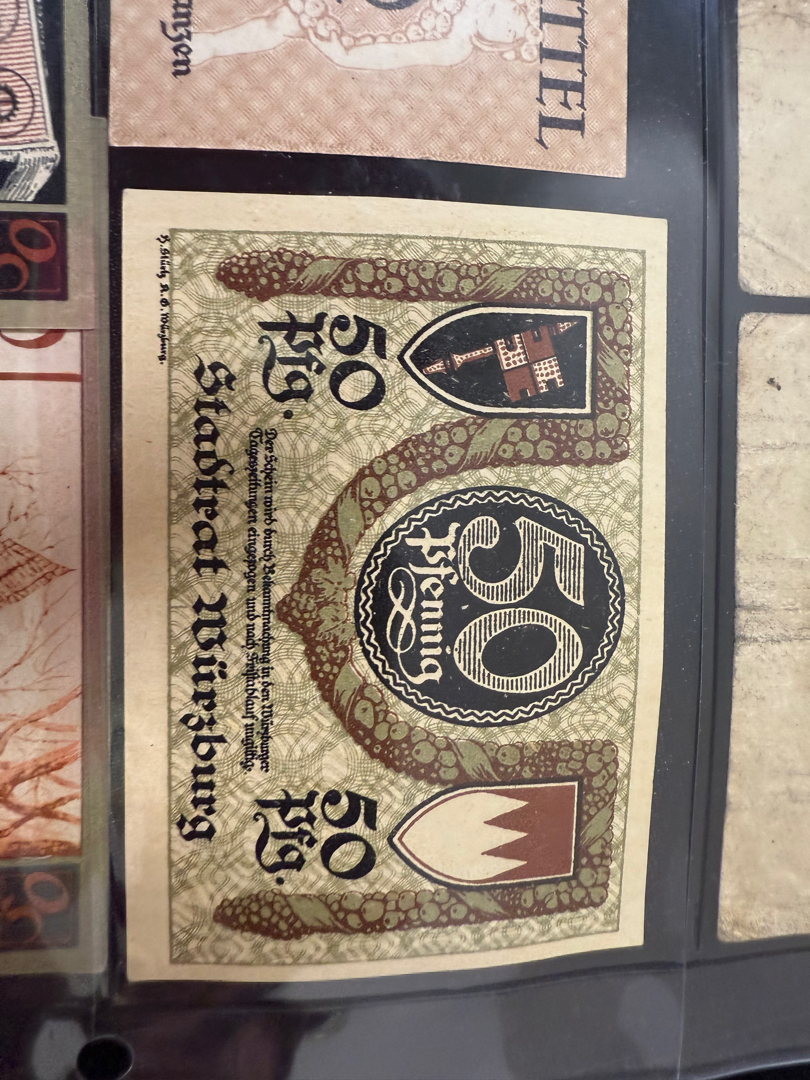 TTEL
ungen
50
Pfennig
50
Pfg.
50
Pfg.
Der Schein wird durch Bekanntmachung in den Würzburger
Tageszeitungen eingezogen und nach Fristablauf ungültig.
Stadtrat Würzburg
H. Stürtz A. G. Würzburg.